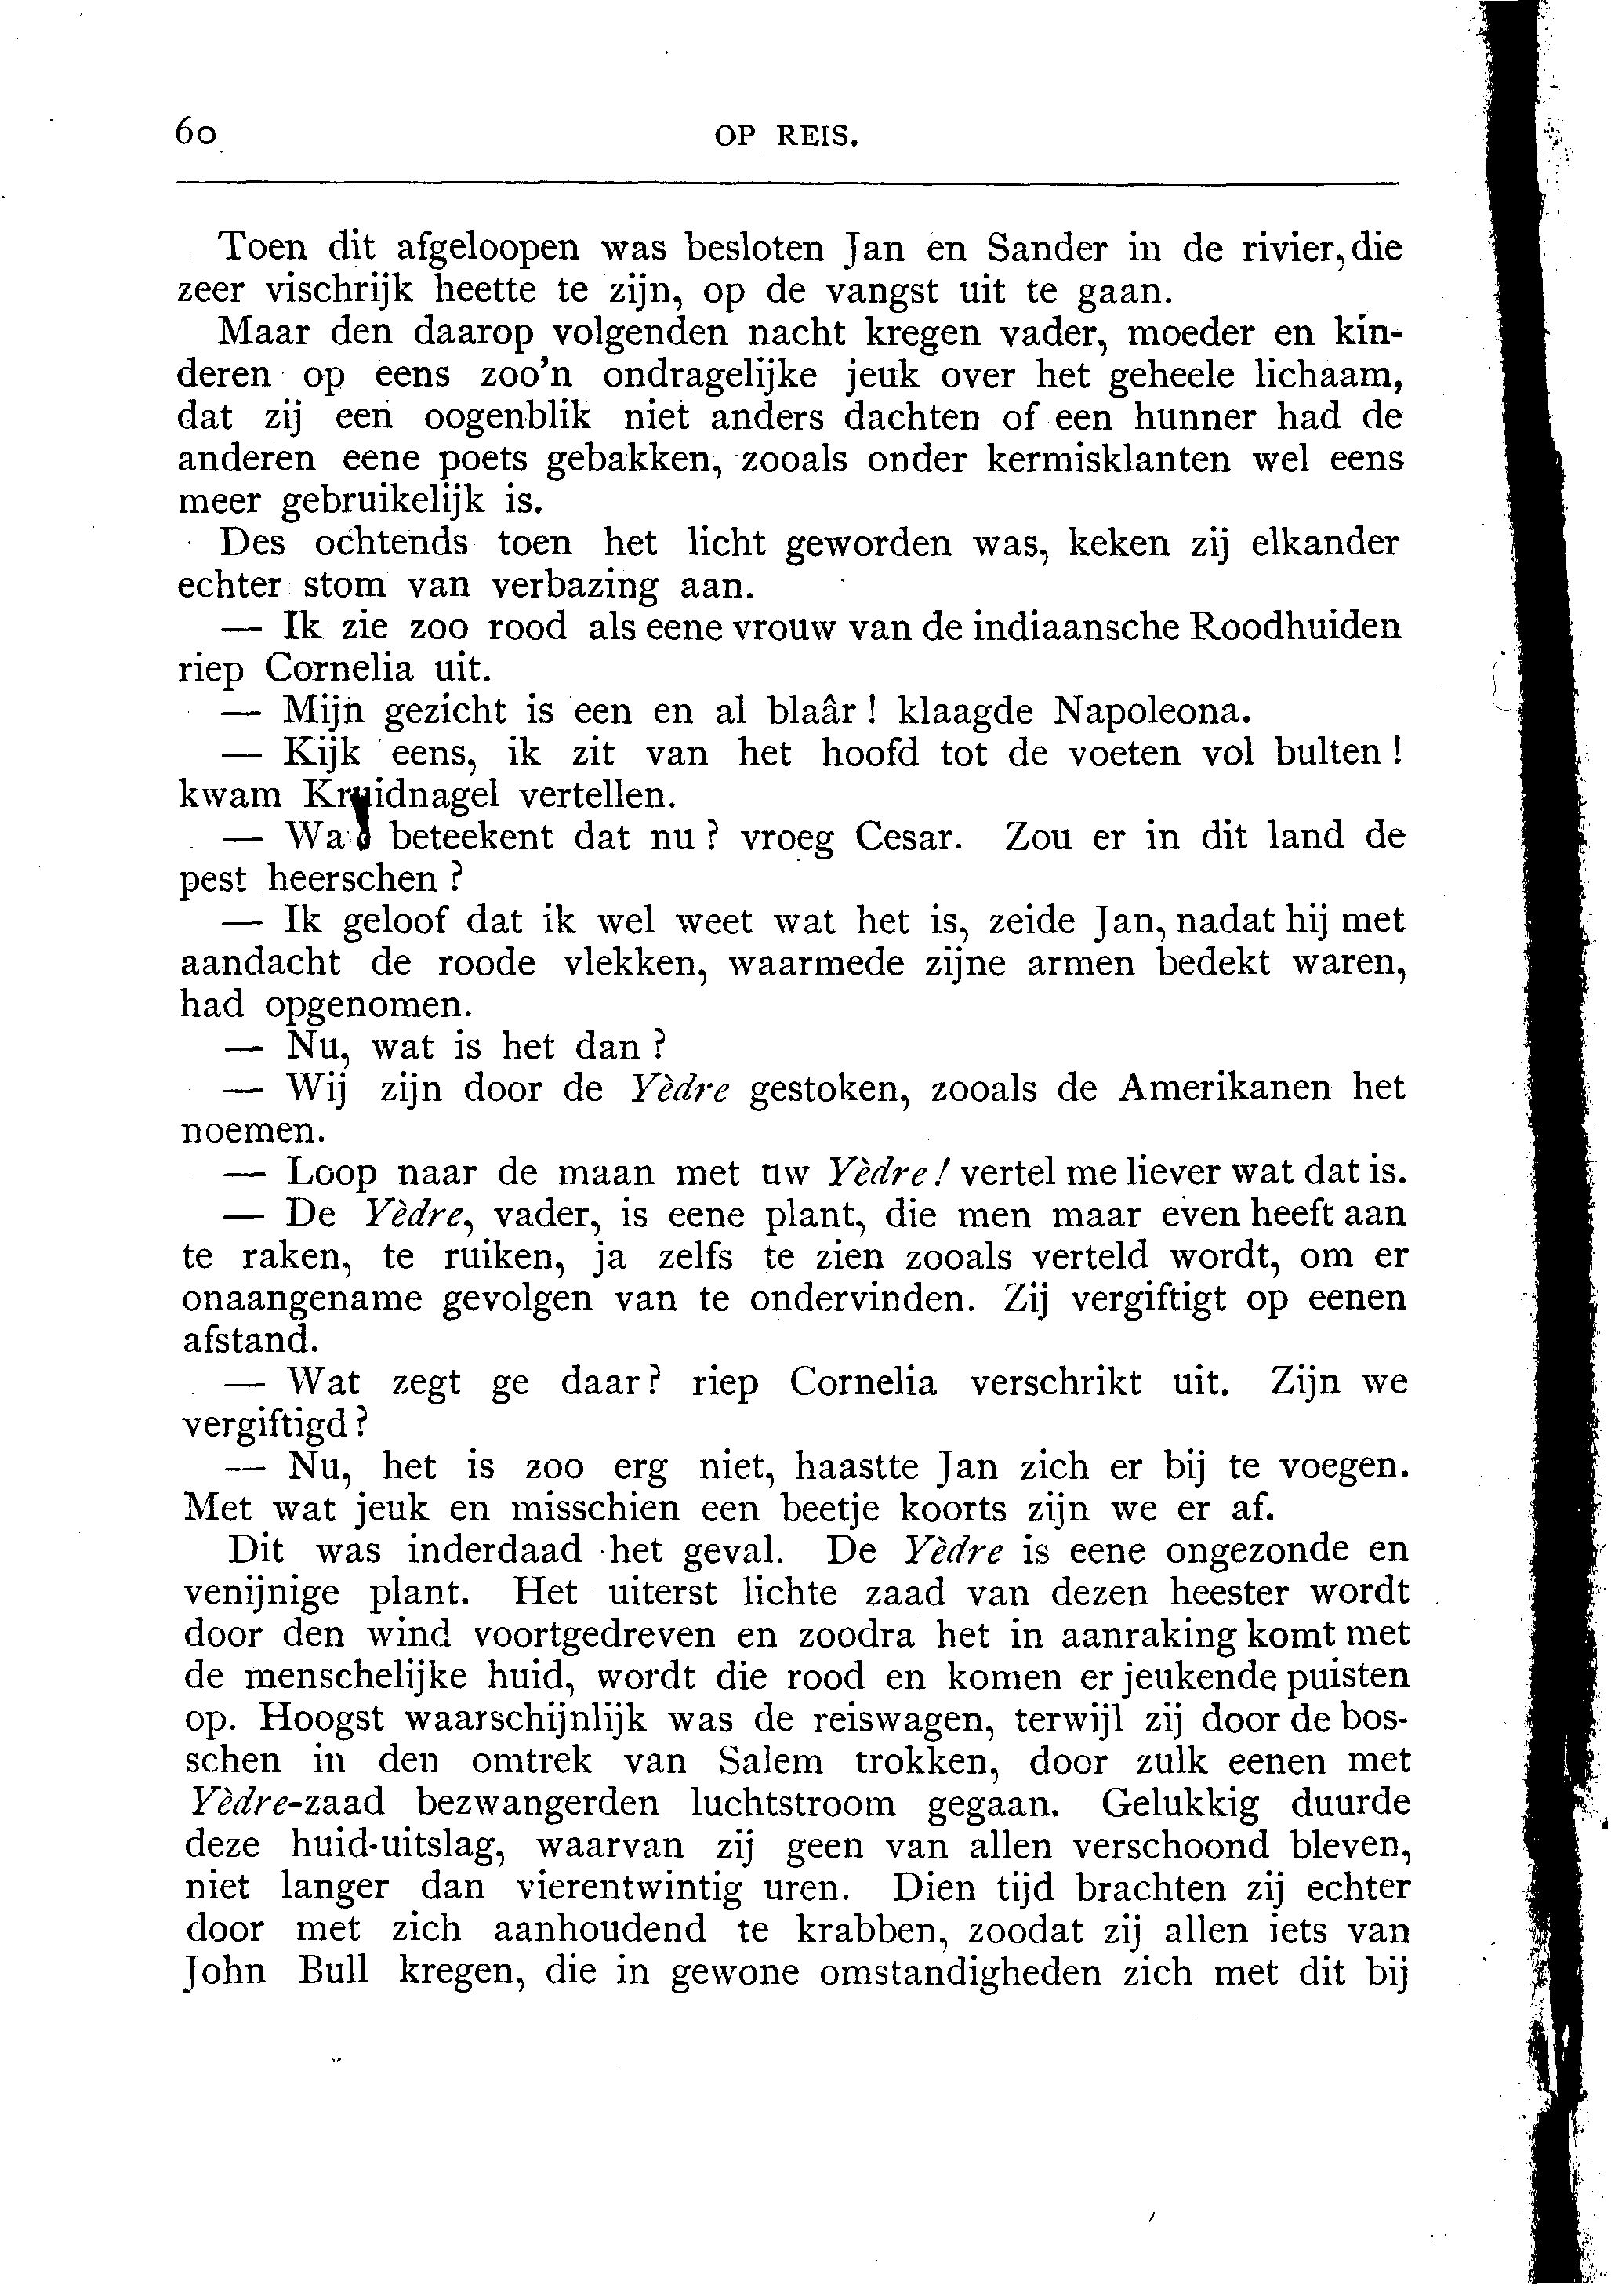 60
OP REIS.
Toen dit afgeloopen was besloten Jan en Sander in de rivier, die
zeer vischrijk heette te zijn, op de vangst uit te gaan.
Maar den daarop volgenden nacht kregen vader, moeder en kin-
deren op eens zoo'n ondragelijke jeuk over het geheele lichaam,
dat zij een oogenblik niet anders dachten of een hunner had de
anderen eene poets gebakken, zooals onder kermisklanten wel eens
meer gebruikelijk is.
Des ochtends toen het licht geworden was, keken zij elkander
echter stom van verbazing aan.
— Ik zie zoo rood als eene vrouw van de indiaansche Roodhuiden
riep Cornelia uit.
— Mijn gezicht is een en al blaâr! klaagde Napoleona.
— Kijk eens, ik zit van het hoofd tot de voeten vol bulten!
kwam Kruidnagel vertellen.
— Wat beteekent dat nu? vroeg Cesar. Zou er in dit land de
pest heerschen?
— Ik geloof dat ik wel weet wat het is, zeide Jan, nadat hij met
aandacht de roode vlekken, waarmede zijne armen bedekt waren,
had opgenomen.
— Nu, wat is het dan?
— Wij zijn door de Yèdre gestoken, zooals de Amerikanen het
noemen.
— Loop naar de maan met uw Yèdre! vertel me liever wat dat is.
— De Yèdre, vader, is eene plant, die men maar even heeft aan
te raken, te ruiken, ja zelfs te zien zooals verteld wordt, om er
onaangename gevolgen van te ondervinden. Zij vergiftigt op eenen
afstand.
— Wat zegt ge daar? riep Cornelia verschrikt uit. Zijn we
vergiftigd?
— Nu, het is zoo erg niet, haastte Jan zich er bij te voegen.
Met wat jeuk en misschien een beetje koorts zijn we er af.
Dit was inderdaad het geval. De Yèdre is eene ongezonde en
venijnige plant. Het uiterst lichte zaad van dezen heester wordt
door den wind voortgedreven en zoodra het in aanraking komt met
de menschelijke huid, wordt die rood en komen er jeukende puisten
op. Hoogst waarschijnlijk was de reiswagen, terwijl zij door de bos-
schen in den omtrek van Salem trokken, door zulk eenen met
Yèdre-zaad bezwangerden luchtstroom gegaan. Gelukkig duurde
deze huid-uitslag, waarvan zij geen van allen verschoond bleven,
niet langer dan vierentwintig uren. Dien tijd brachten zij echter
door met zich aanhoudend te krabben, zoodat zij allen iets van
John Bull kregen, die in gewone omstandigheden zich met dit bij